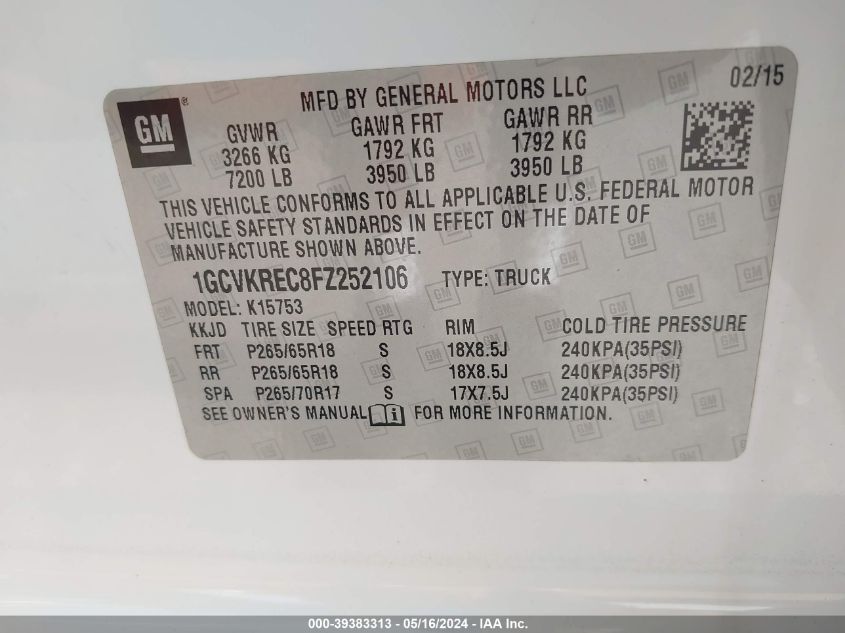 GM ®
MFD BY GENERAL MOTORS LLC
02/15
GVWR GAWR FRT GAWR RR
3266 KG 1792 KG 1792 KG
7200 LB 3950 LB 3950 LB
THIS VEHICLE CONFORMS TO ALL APPLICABLE U.S. FEDERAL MOTOR
VEHICLE SAFETY STANDARDS IN EFFECT ON THE DATE OF
MANUFACTURE SHOWN ABOVE.
1GCVKREC8FZ252106 TYPE: TRUCK
MODEL: K15753
KKJD TIRE SIZE SPEED RTG RIM COLD TIRE PRESSURE
FRT P265/65R18 S 18X8.5J 240KPA(35PSI)
RR P265/65R18 S 18X8.5J 240KPA(35PSI)
SPA P265/70R17 S 17X7.5J 240KPA(35PSI)
SEE OWNER'S MANUAL i FOR MORE INFORMATION.
000-39383313 - 05/16/2024 - IAA Inc.